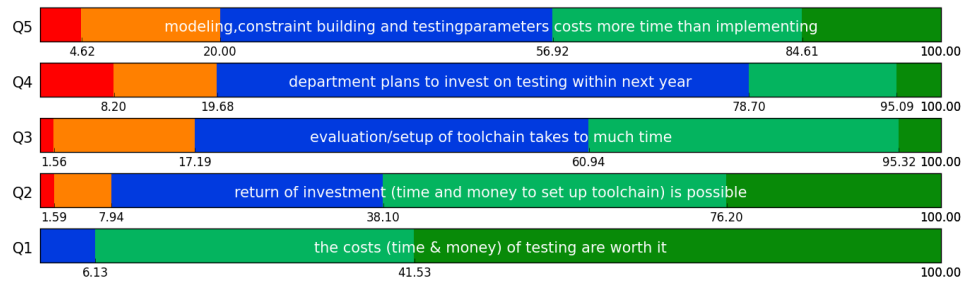 Q5 modeling,constraint building and testingparameters costs more time than implementing
4.62 20.00 56.92 84.61 100.00
Q4 department plans to invest on testing within next year
8.20 19.68 78.70 95.09 100.00
Q3 evaluation/setup of toolchain takes to much time
1.56 17.19 60.94 95.32 100.00
Q2 return of investment (time and money to set up toolchain) is possible
1.59 7.94 38.10 76.20 100.00
Q1 the costs (time & money) of testing are worth it
6.13 41.53 100.00